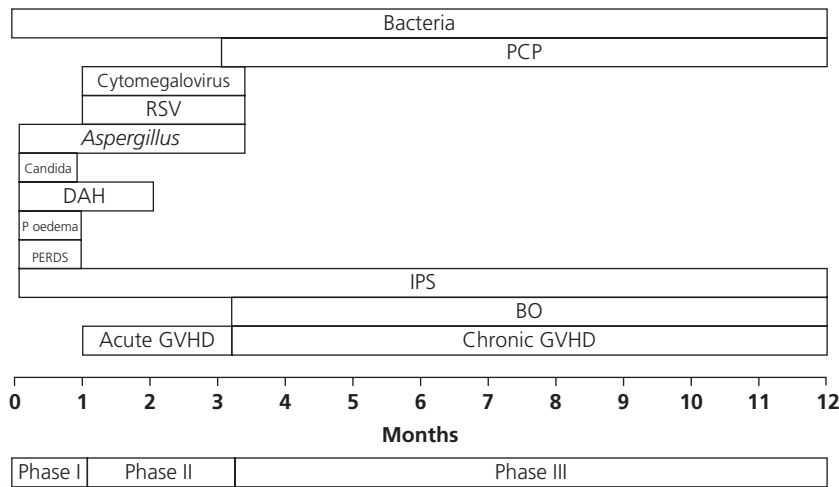 Bacteria
PCP
Cytomegalovirus
RSV
Aspergillus
Candida
DAH
P oedema
PERDS
IPS
BO
Acute GVHD Chronic GVHD
0 1 2 3 4 5 6 7 8 9 10 11 12
Months
Phase I Phase II Phase III